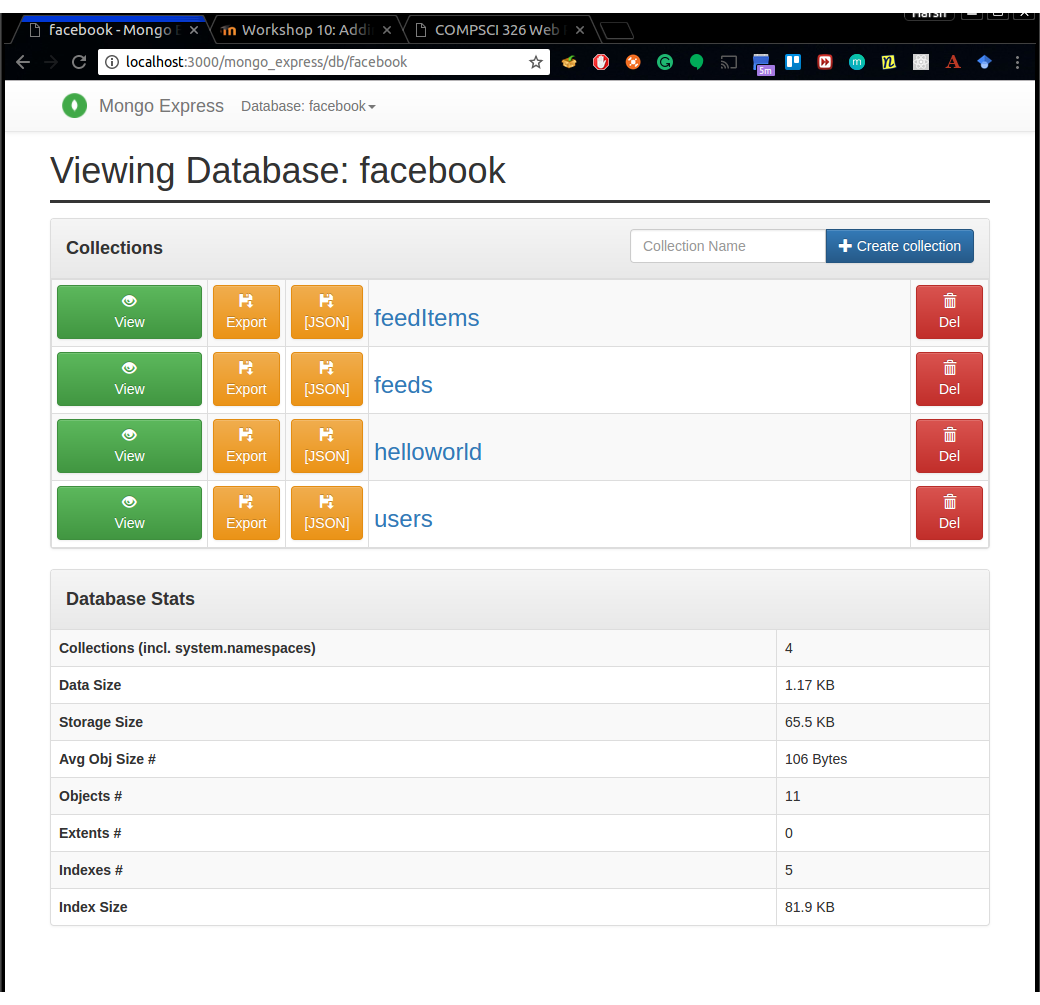 Harsh
facebook - Mongo E
Workshop 10: Addi
COMPSCI 326 Web
localhost:3000/mongo_express/db/facebook
5m
Mongo Express Database: facebook
Viewing Database: facebook
Collections Collection Name Create collection
View Export [JSON] feedItems Del
View Export [JSON] feeds Del
View Export [JSON] helloworld Del
View Export [JSON] users Del
Database Stats
Collections (incl. system.namespaces) 4
Data Size 1.17 KB
Storage Size 65.5 KB
Avg Obj Size # 106 Bytes
Objects # 11
Extents # 0
Indexes # 5
Index Size 81.9 KB